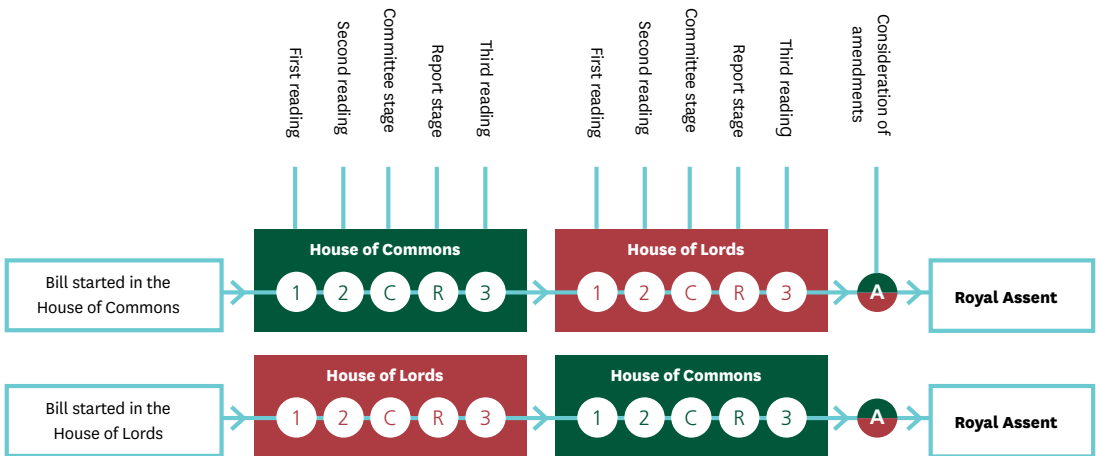 First reading
Second reading
Committee stage
Report stage
Third reading
First reading
Second reading
Committee stage
Report stage
Third reading
Consideration of
amendments
Bill started in the
House of Commons
House of Commons
1 2 C R 3
House of Lords
1 2 C R 3
A
Royal Assent
Bill started in the
House of Lords
House of Lords
1 2 C R 3
House of Commons
1 2 C R 3
A
Royal Assent